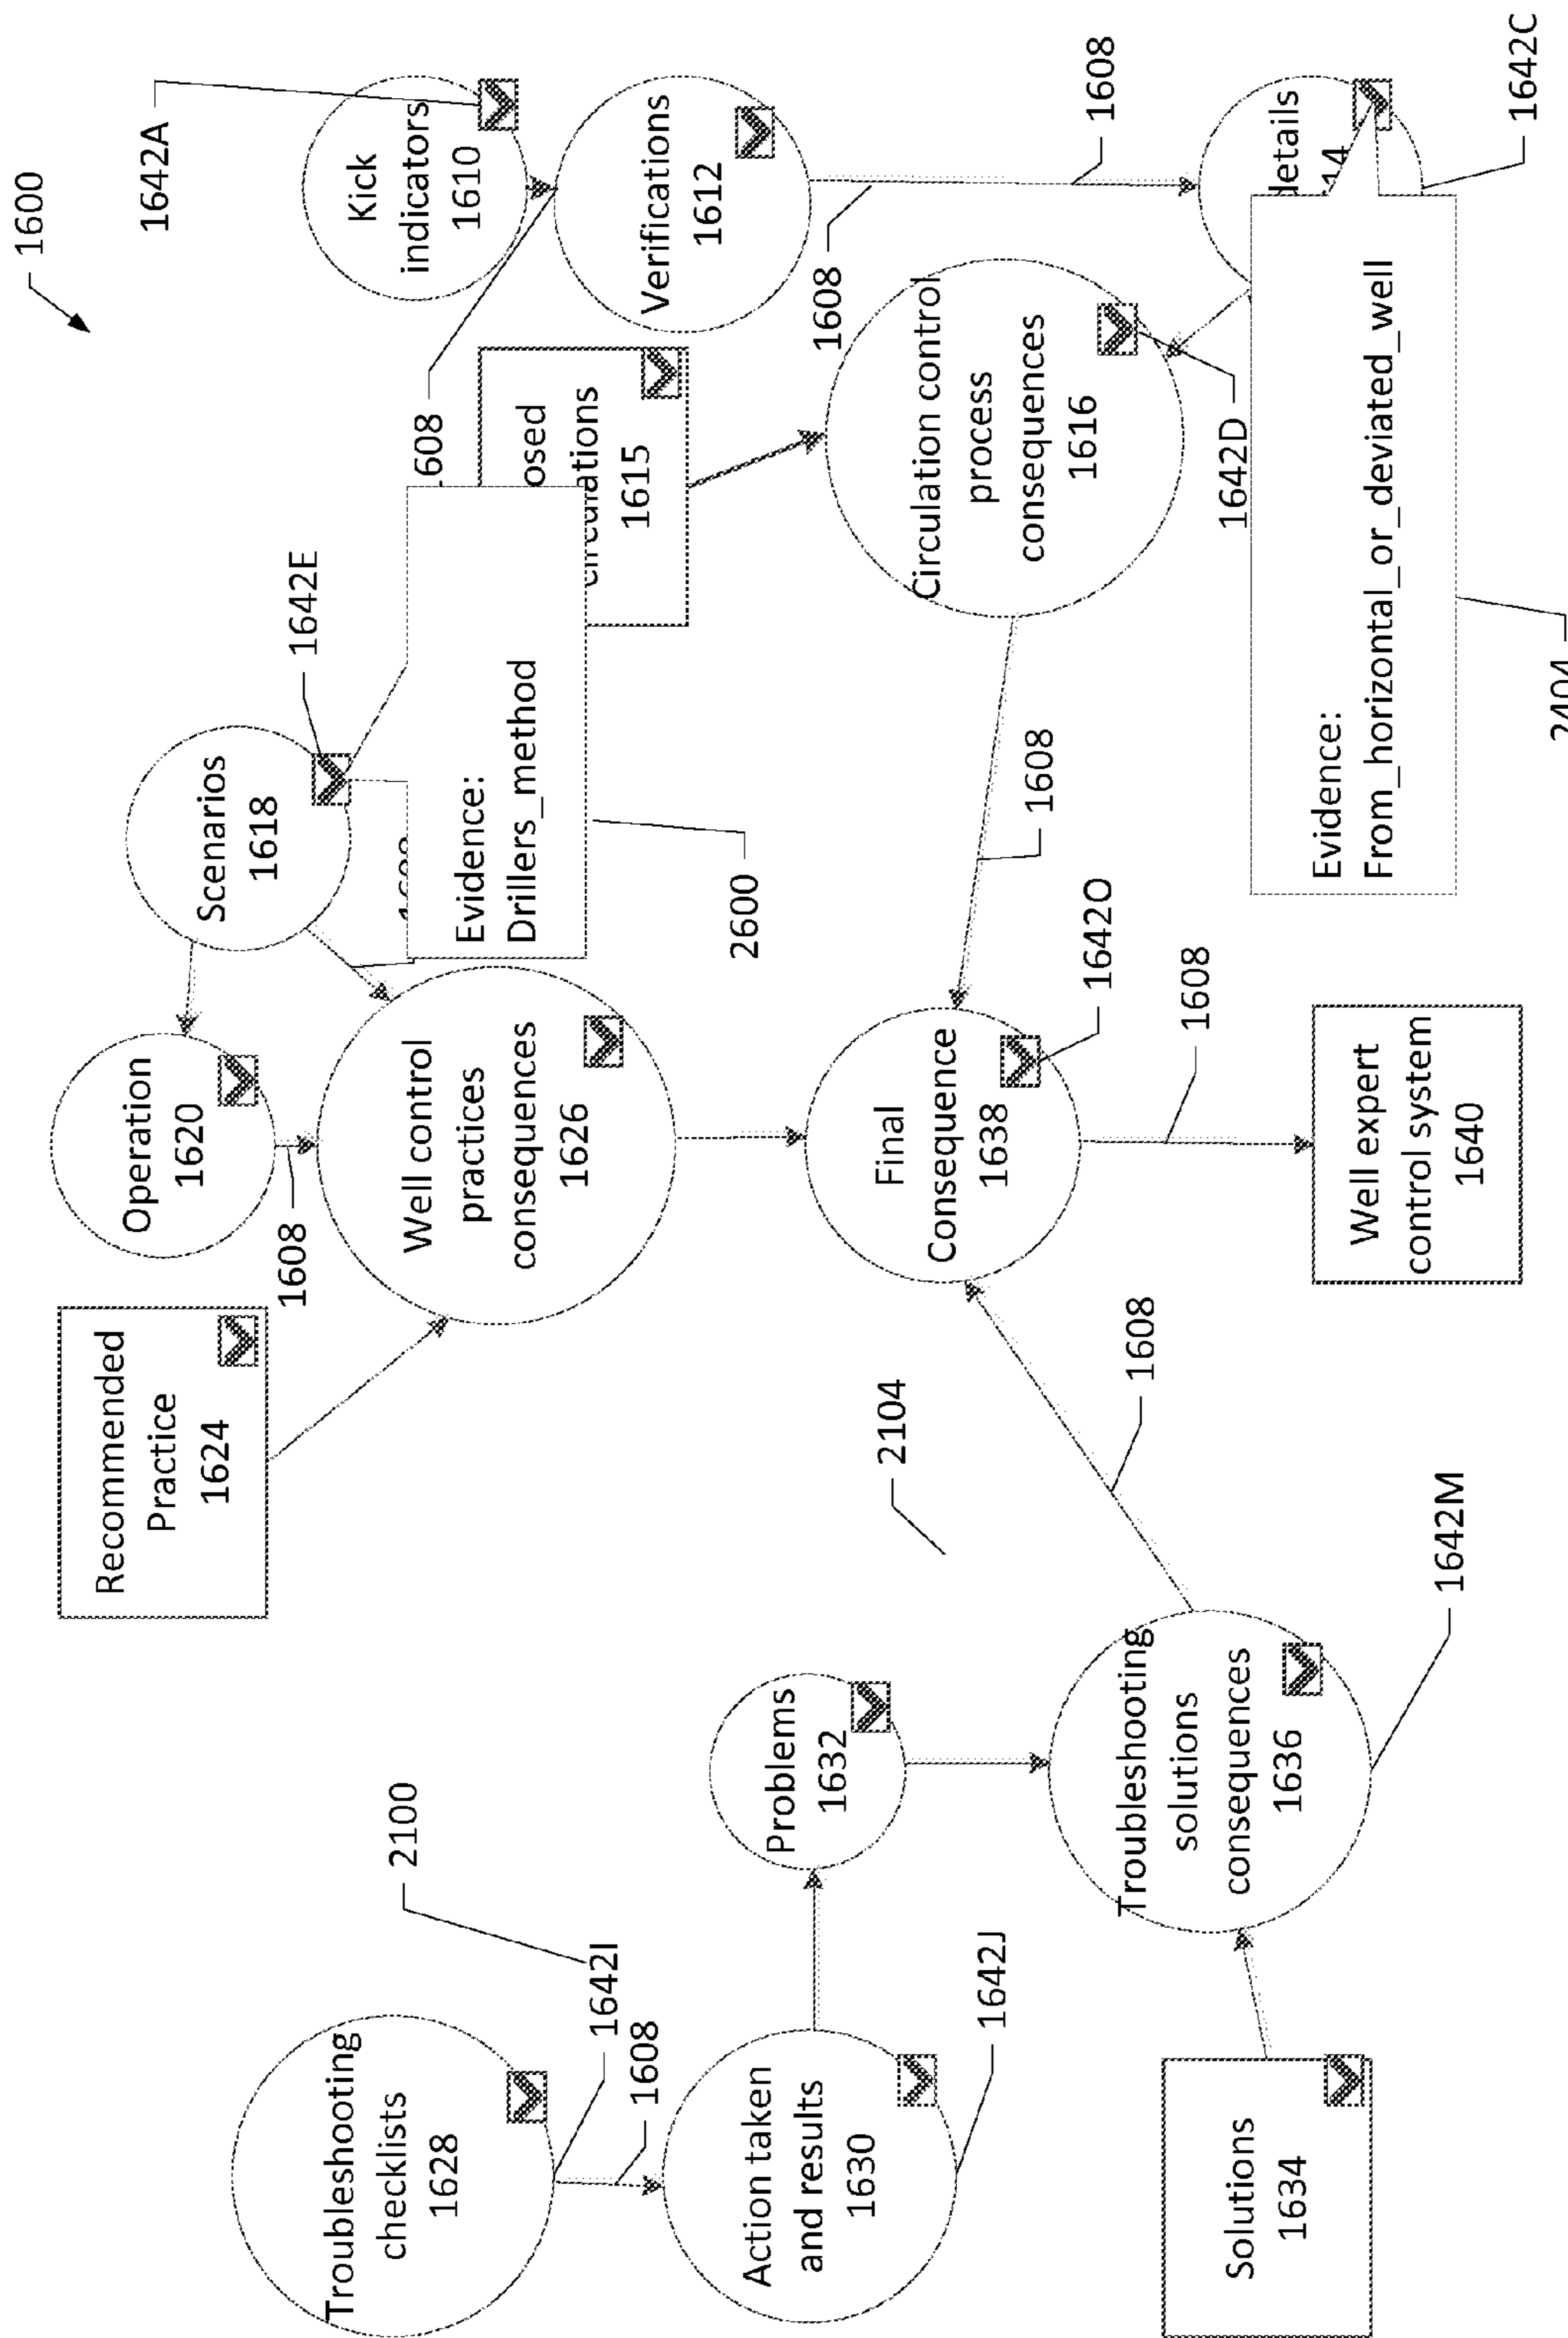 1600
Recommended
Practice
1624
Operation
1620
1608
Scenarios
1618
1642E
1642A
Kick
indicators
1610
1608
Troubleshooting
checklists
1628
2100
1642I
1608
Well control
practices
consequences
1626
Evidence:
Drillers_method
2600
608
osed
circulations
1615
Verifications
1612
1608
1608
Action taken
and results
1630
1642J
Problems
1632
2104
Final
Consequence
1638
1642O
1608
Circulation control
process
consequences
1616
1642D
Solutions
1634
Troubleshooting
solutions
consequences
1636
1642M
1608
1608
Well expert
control system
1640
details
14
Evidence:
From_horizontal_or_deviated_well
1642C
2404